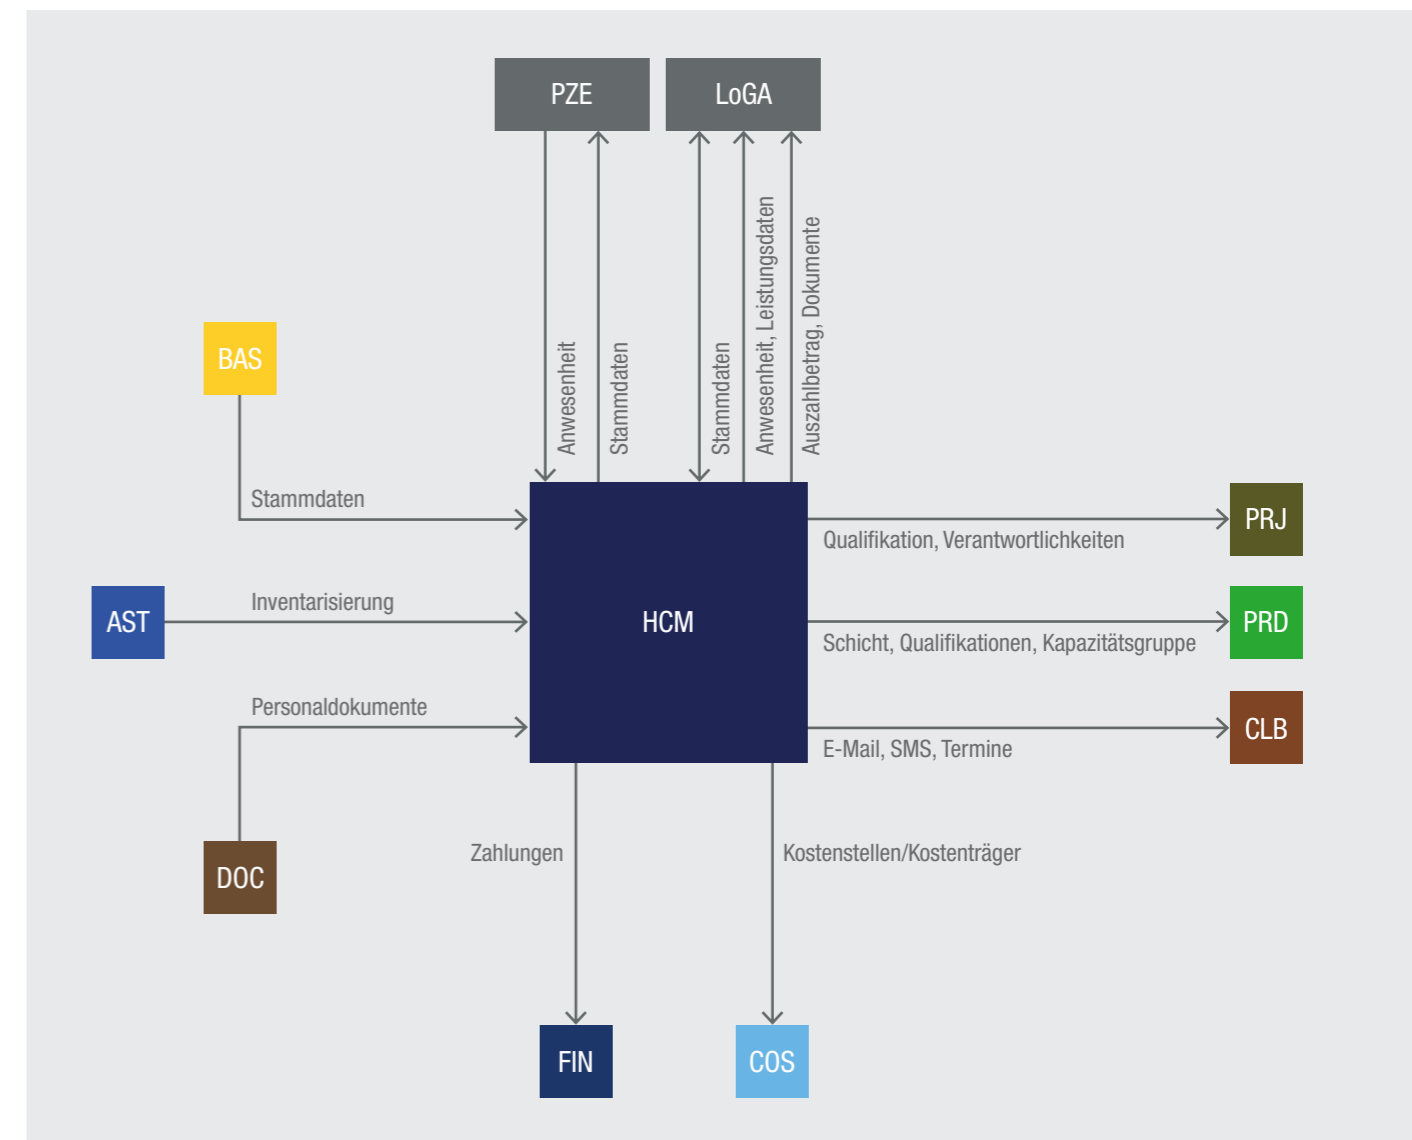 PZE
LoGA
Anwesenheit
Stammdaten
Stammdaten
Anwesenheit, Leistungsdaten
Auszahlbetrag, Dokumente
BAS
Stammdaten
AST
Inventarisierung
DOC
Personaldokumente
HCM
Qualifikation, Verantwortlichkeiten
PRJ
Schicht, Qualifikationen, Kapazitätsgruppe
PRD
E-Mail, SMS, Termine
CLB
Zahlungen
Kostenstellen/Kostenträger
FIN
COS